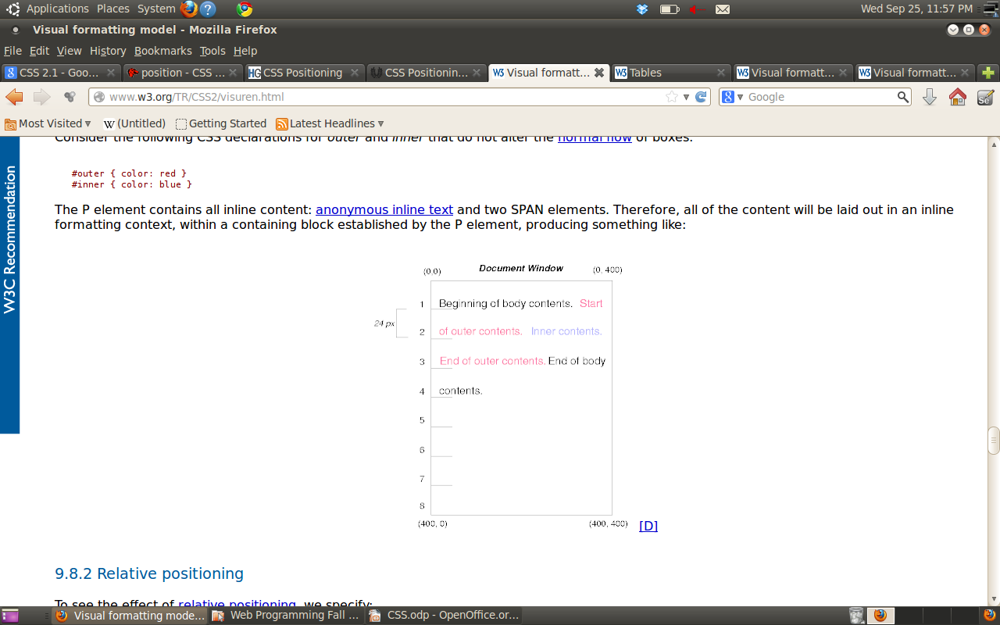 Applications Places System
Wed Sep 25, 11:57 PM
Visual formatting model - Mozilla Firefox
File Edit View History Bookmarks Tools Help
CSS 2.1 - Goo... position - CSS ... HG CSS Positioning CSS Positionin... W3 Visual formatt... W3 Tables W3 Visual formatt... W3 Visual formatt...
www.w3.org/TR/CSS2/visuren.html
Google
Se
Most Visited W (Untitled) Getting Started Latest Headlines
Consider the following CSS declarations for outer and inner that do not alter the normal flow of boxes:
W3C Recommendation
#outer { color: red }
#inner { color: blue }
The P element contains all inline content: anonymous inline text and two SPAN elements. Therefore, all of the content will be laid out in an inline
formatting context, within a containing block established by the P element, producing something like:
(0,0) Document Window (0, 400)
1 Beginning of body contents. Start
24 px
2 of outer contents. Inner contents.
3 End of outer contents. End of body
4 contents.
5
6
7
8
(400, 0) (400, 400) [D]
9.8.2 Relative positioning
To see the effect of relative positioning, we specify:
Visual formatting mode... Web Programming Fall ... CSS.odp - OpenOffice.or...